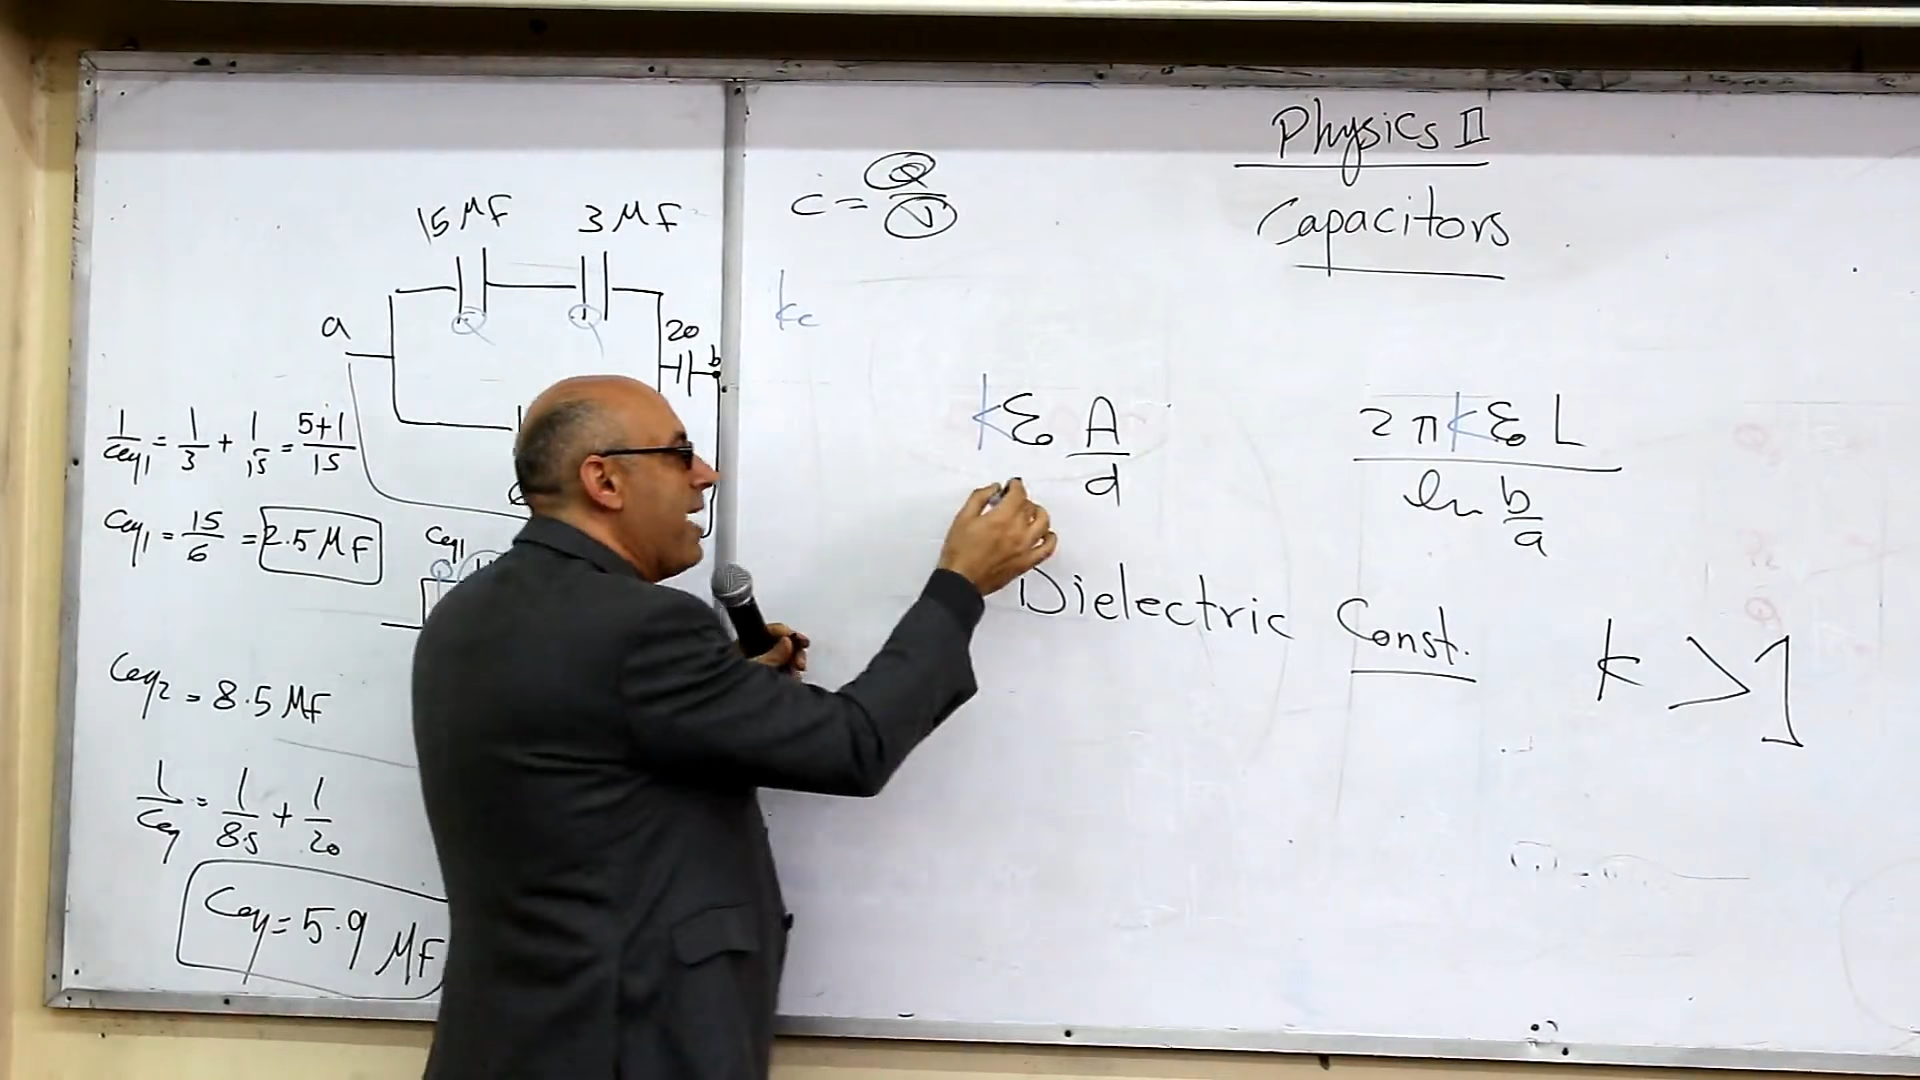 Physics II
Capacitors
c = Q/V
kc
kε₀ A/d
2πkε₀L / ln b/a
Dielectric Const.
k > 1
15 μF 3 μF
a
20
b
1/Ceq1 = 1/3 + 1/15 = 5+1/15
Ceq1 = 15/6 = 2.5 μF
Ceq1
Ceq2 = 8.5 μF
1/Ceq = 1/8.5 + 1/20
Ceq = 5.9 μF